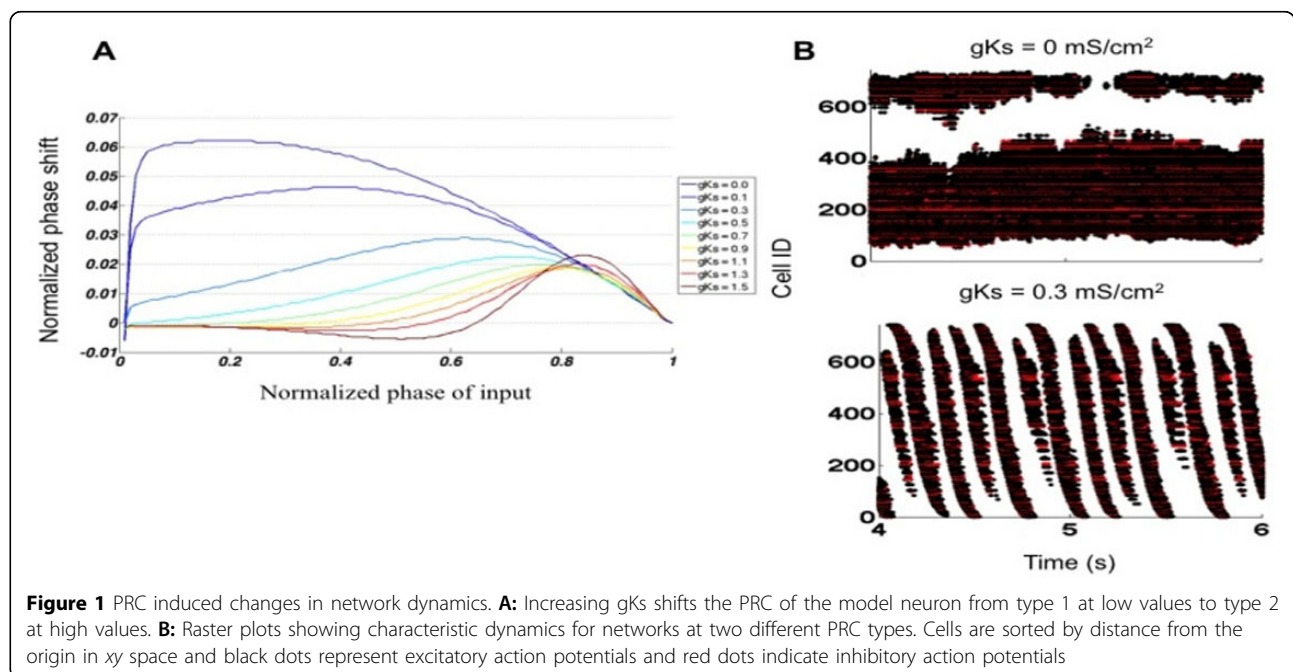 A
Normalized phase shift
0.07
0.06
0.05
0.04
0.03
0.02
0.01
0
-0.01
0
0.2
0.4
0.6
0.8
1
Normalized phase of input
gKs = 0.0
gKs = 0.1
gKs = 0.3
gKs = 0.5
gKs = 0.7
gKs = 0.9
gKs = 1.1
gKs = 1.3
gKs = 1.5
B
gKs = 0 mS/cm²
600
400
200
0
Cell ID
gKs = 0.3 mS/cm²
600
400
200
0
4
5
6
Time (s)
Figure 1 PRC induced changes in network dynamics. A: Increasing gKs shifts the PRC of the model neuron from type 1 at low values to type 2
at high values. B: Raster plots showing characteristic dynamics for networks at two different PRC types. Cells are sorted by distance from the
origin in xy space and black dots represent excitatory action potentials and red dots indicate inhibitory action potentials